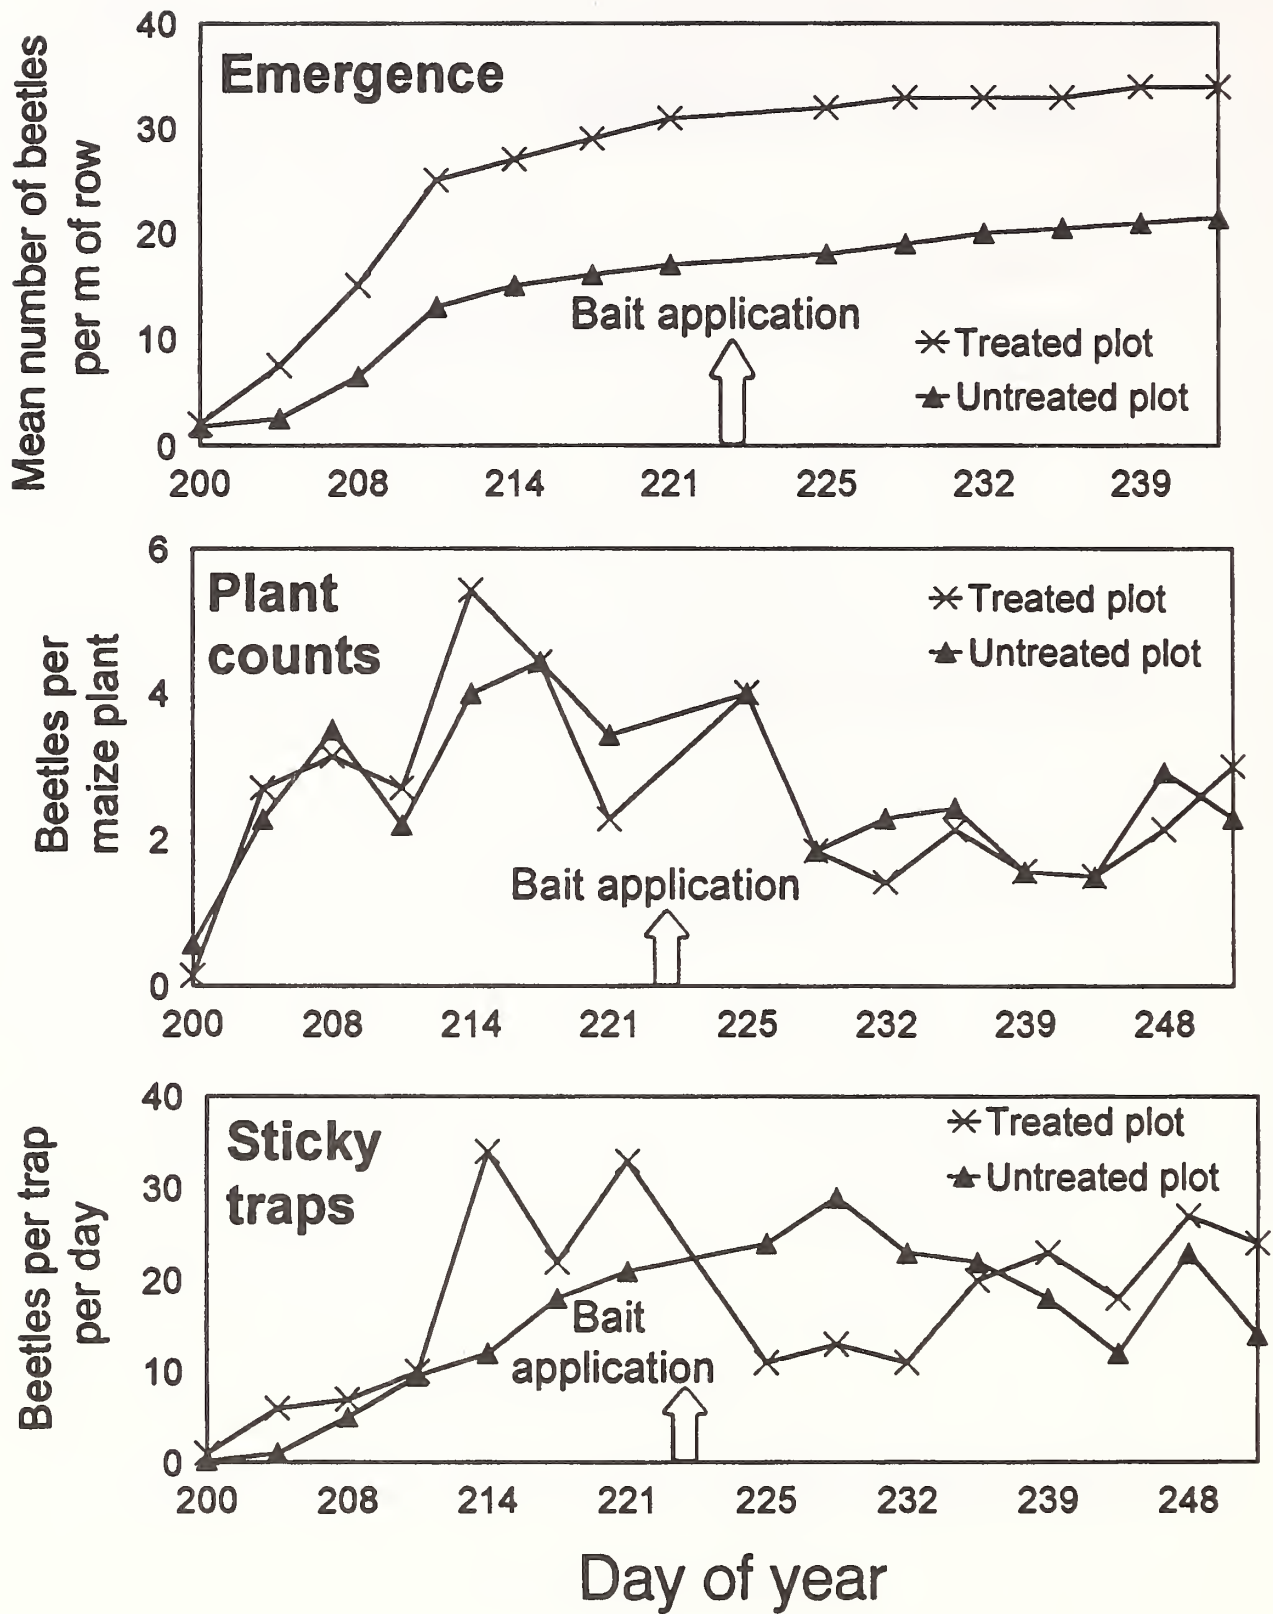 Emergence
Mean number of beetles
per m of row
40
30
20
10
0
Bait application
Treated plot
Untreated plot
200 208 214 221 225 232 239
Plant
counts
Beetles per
maize plant
6
4
2
0
Treated plot
Untreated plot
Bait application
200 208 214 221 225 232 239 248
Sticky
traps
Beetles per trap
per day
40
30
20
10
0
Treated plot
Untreated plot
Bait
application
200 208 214 221 225 232 239 248
Day of year